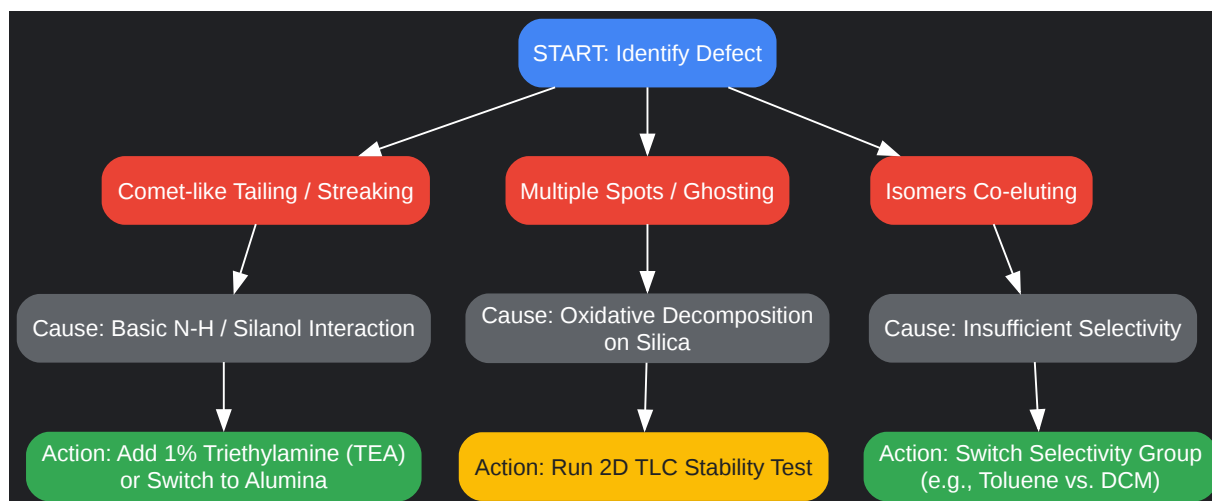 START: Identify Defect
Comet-like Tailing / Streaking
Multiple Spots / Ghosting
Isomers Co-eluting
Cause: Basic N-H / Silanol Interaction
Cause: Oxidative Decomposition
on Silica
Cause: Insufficient Selectivity
Action: Add 1% Triethylamine (TEA)
or Switch to Alumina
Action: Run 2D TLC Stability Test
Action: Switch Selectivity Group
(e.g., Toluene vs. DCM)